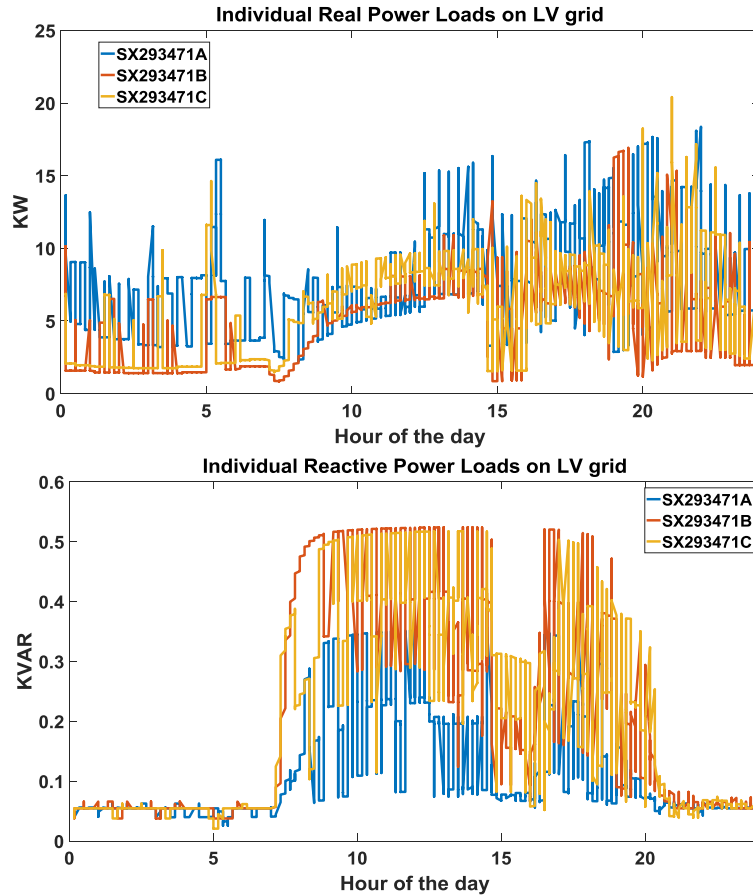 Individual Real Power Loads on LV grid
25
20
15
10
5
0
KW
SX293471A
SX293471B
SX293471C
0 5 10 15 20
Hour of the day
Individual Reactive Power Loads on LV grid
0.6
0.5
0.4
0.3
0.2
0.1
0
KVAR
SX293471A
SX293471B
SX293471C
0 5 10 15 20
Hour of the day